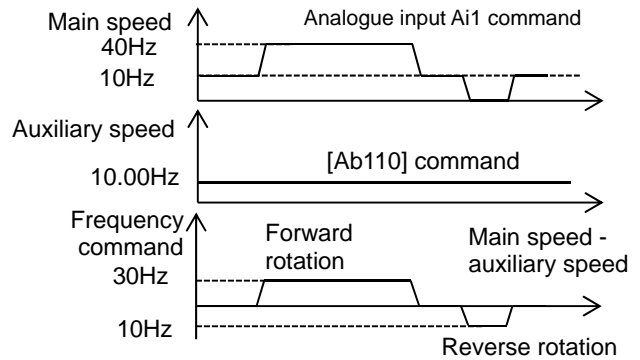 Main speed
Analogue input Ai1 command
40Hz
10Hz
Auxiliary speed
[Ab110] command
10.00Hz
Frequency
command
Forward
rotation
Main speed -
auxiliary speed
30Hz
10Hz
Reverse rotation